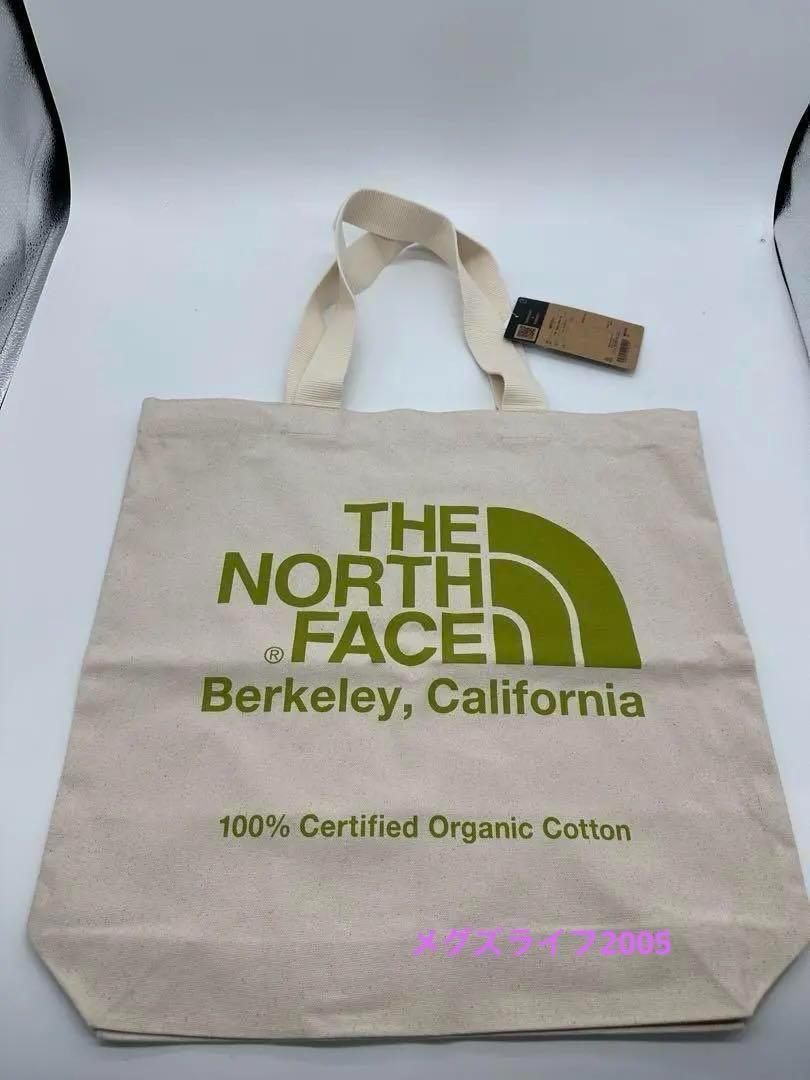 THE
NORTH
® FACE
Berkeley, California
100% Certified Organic Cotton
メグズライフ2005